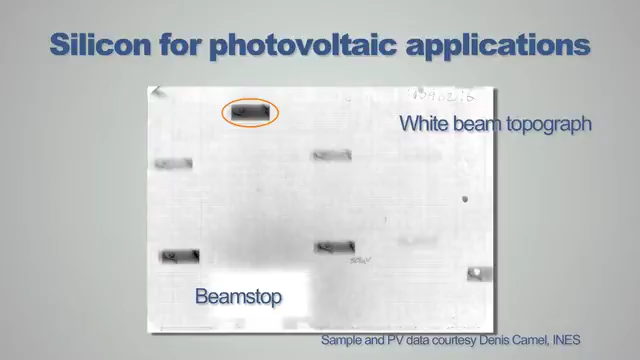 Silicon for photovoltaic applications
White beam topograph
Beamstop
Sample and PV data courtesy Denis Camel, INES